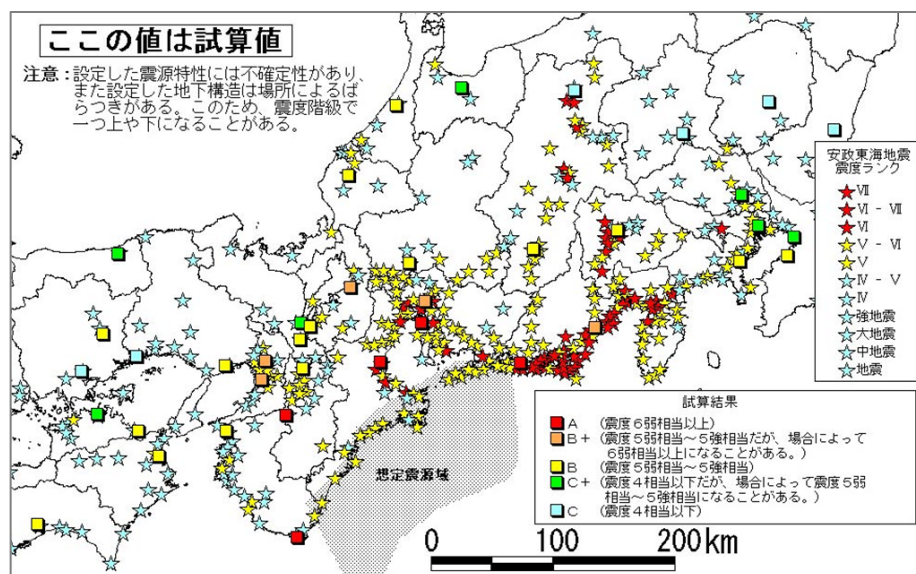 ここの値は試算値
注意：設定した震源特性には不確定性があり、
また設定した地下構造は場所によるば
らつきがある。このため、震度階級で
一つ上や下になることがある。
安政東海地震
震度ランク
Ⅶ
Ⅵ - Ⅶ
Ⅵ
Ⅴ - Ⅵ
Ⅴ
Ⅳ - Ⅴ
Ⅳ
強地震
大地震
中地震
地震
試算結果
A （震度６弱相当以上）
B＋（震度５弱相当～５強相当だが、場合によって
６弱相当以上になることがある。）
B （震度５弱相当～５強相当）
C＋（震度４相当以下だが、場合によって震度５弱
相当～５強相当になることがある。）
C （震度４相当以下）
想定震源域
0 100 200km